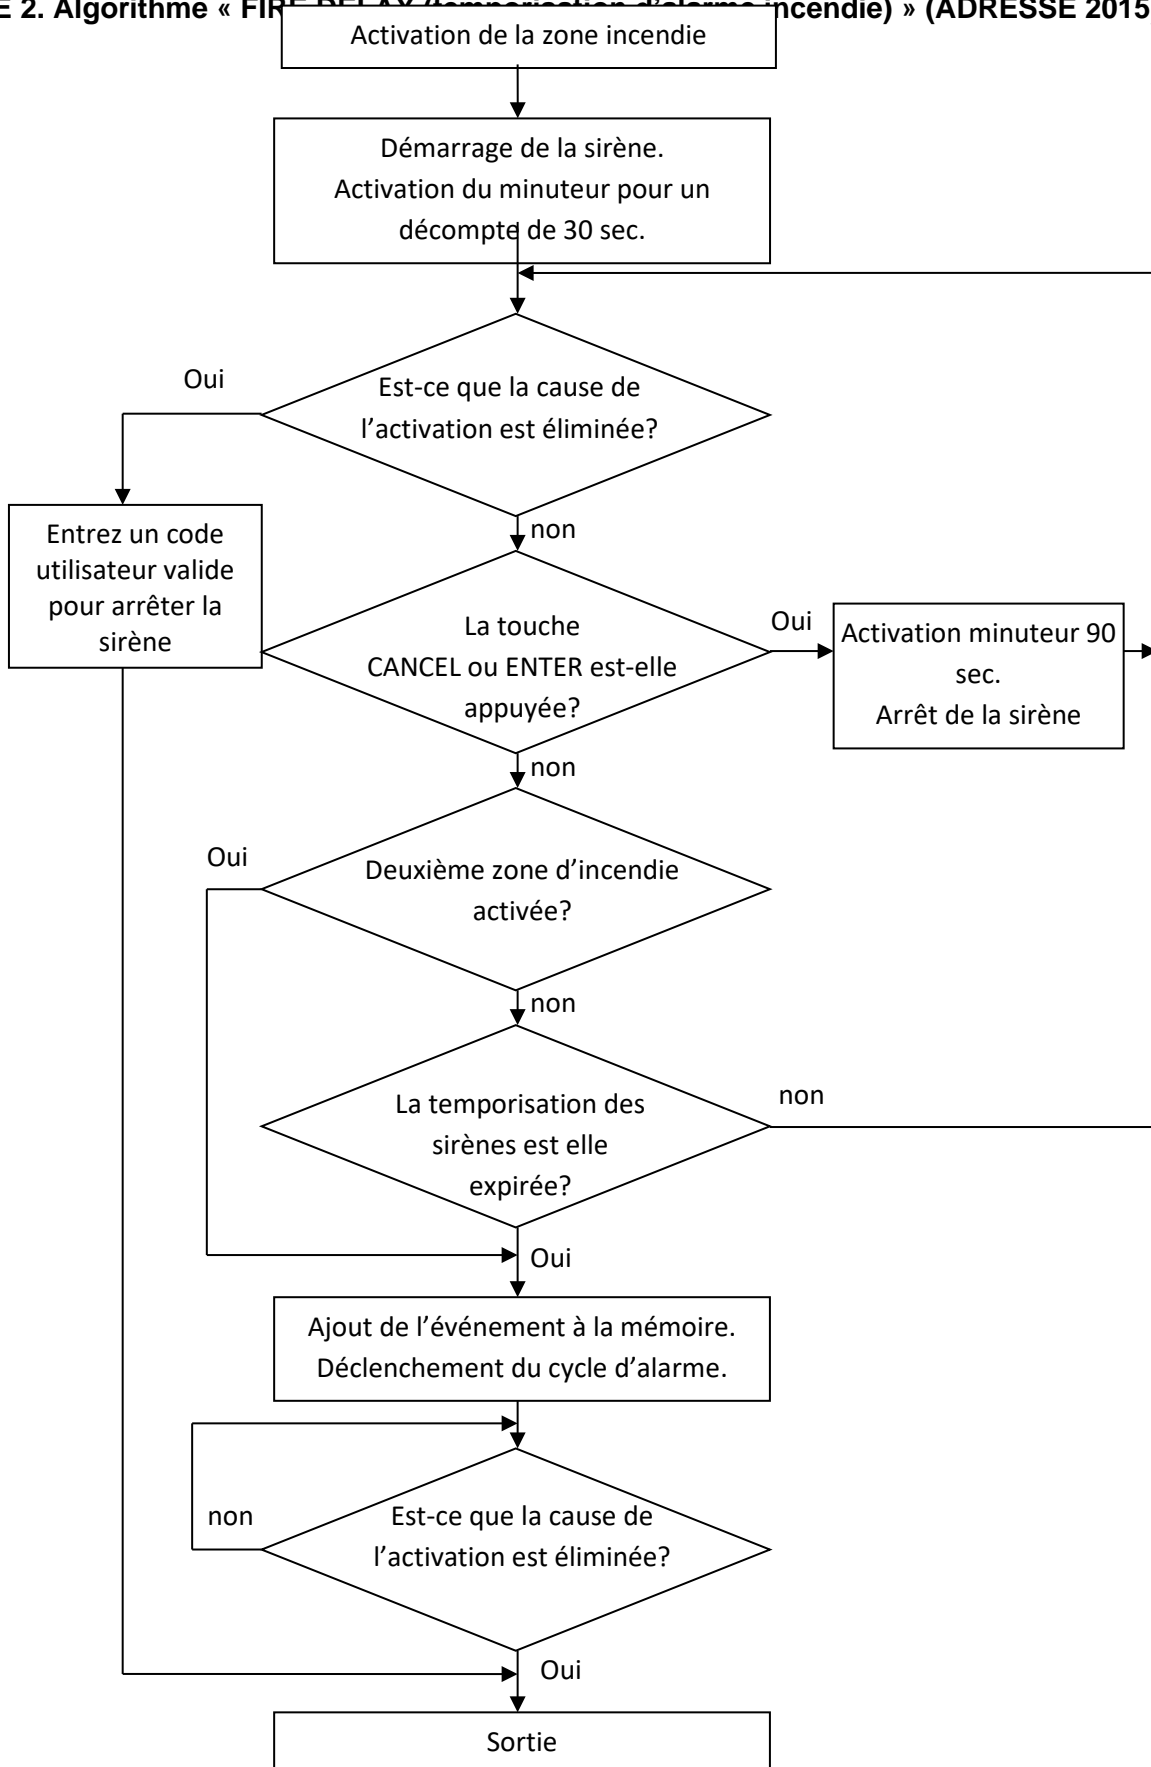 E 2. Algorithme « FIRE DELAY (temporisation d'alarme incendie) » (ADRESSE 2015
Activation de la zone incendie
Démarrage de la sirène.
Activation du minuteur pour un
décompte de 30 sec.
Oui
Est-ce que la cause de
l'activation est éliminée?
non
Entrez un code
utilisateur valide
pour arrêter la
sirène
La touche
CANCEL ou ENTER est-elle
appuyée?
Oui
Activation minuteur 90
sec.
Arrêt de la sirène
non
Oui
Deuxième zone d'incendie
activée?
non
La temporisation des
sirènes est elle
expirée?
non
Oui
Ajout de l'événement à la mémoire.
Déclenchement du cycle d'alarme.
non
Est-ce que la cause de
l'activation est éliminée?
Oui
Sortie